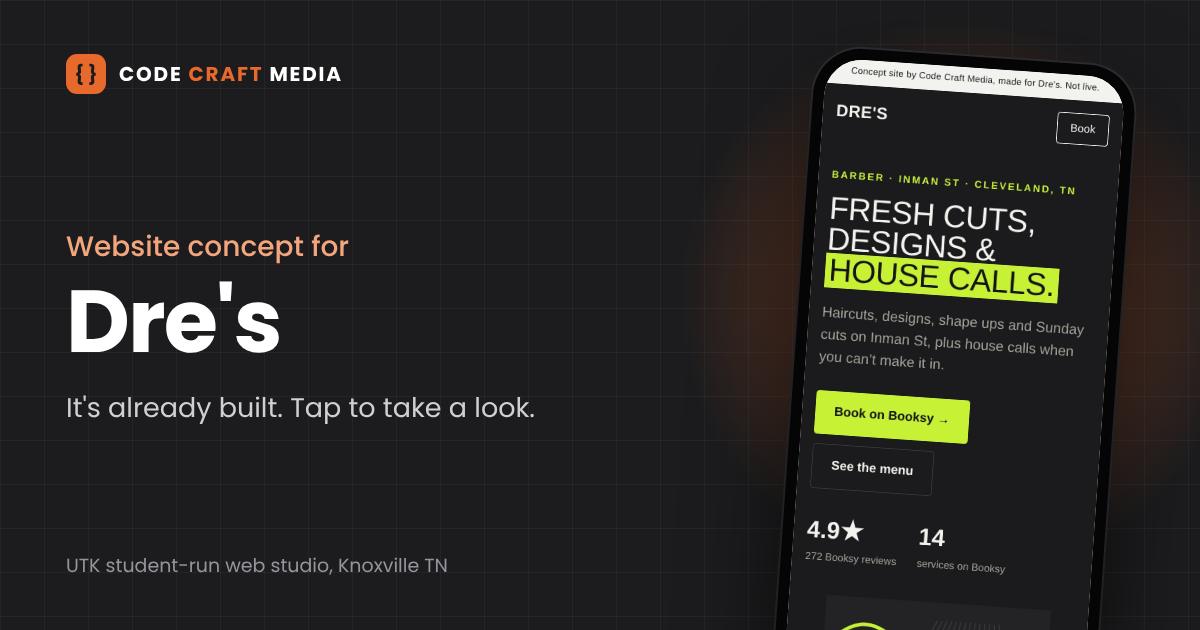 { } CODE CRAFT MEDIA
Website concept for
Dre's
It's already built. Tap to take a look.
UTK student-run web studio, Knoxville TN
Concept site by Code Craft Media, made for Dre's. Not live.
DRE'S
Book
BARBER · INMAN ST · CLEVELAND, TN
FRESH CUTS,
DESIGNS &
HOUSE CALLS.
Haircuts, designs, shape ups and Sunday
cuts on Inman St, plus house calls when
you can't make it in.
Book on Booksy →
See the menu
4.9★ 14
272 Booksy reviews services on Booksy